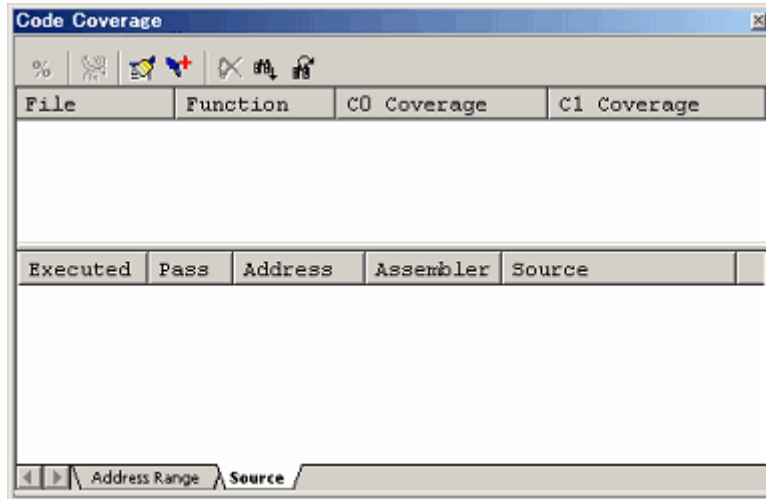 Code Coverage
%
File Function C0 Coverage C1 Coverage
Executed Pass Address Assembler Source
Address Range Source